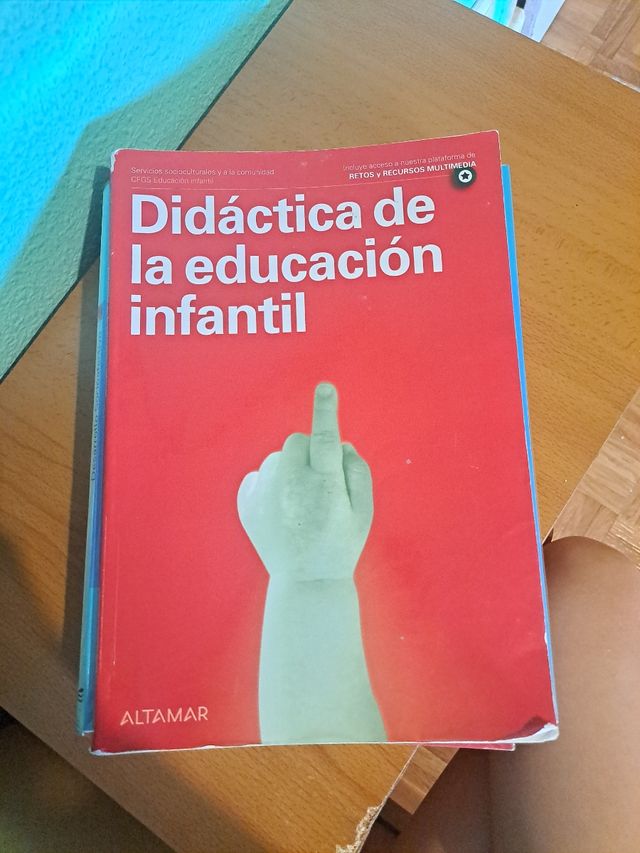 Servicios socioculturales y a la comunidad
CFGS Educación infantil
Incluye acceso a nuestra plataforma de
RETOS y RECURSOS MULTIMEDIA
Didáctica de
la educación
infantil
ALTAMAR